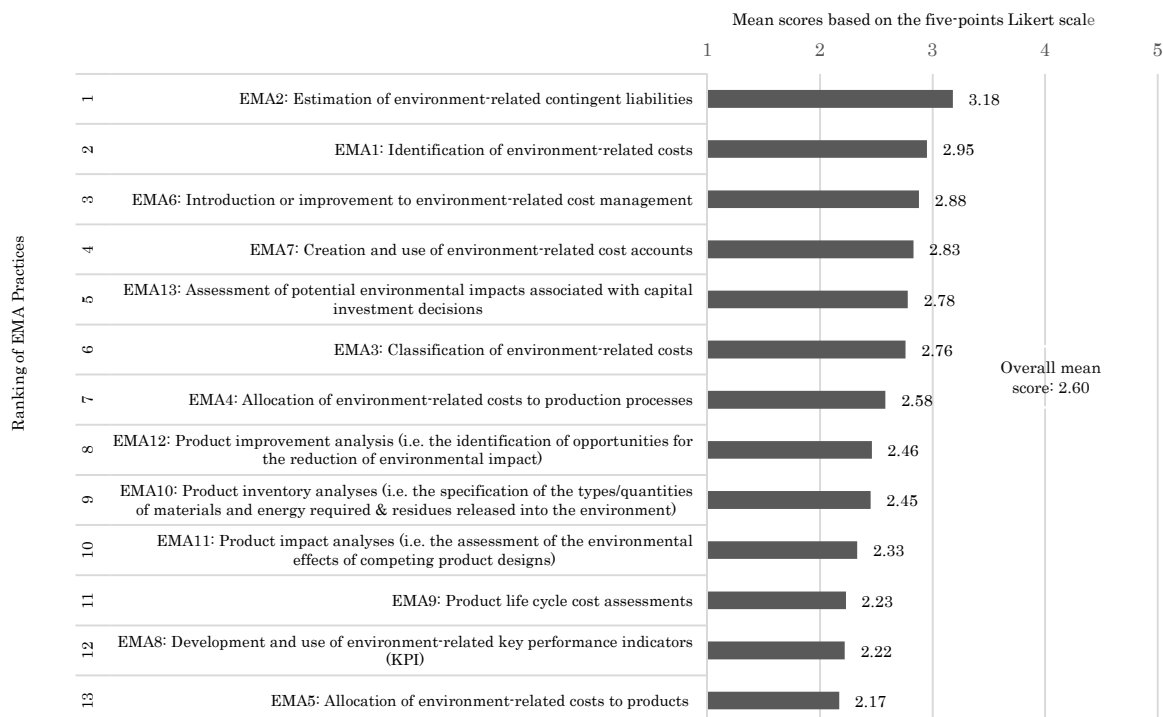 Mean scores based on the five-points Likert scale
1 2 3 4 5
Ranking of EMA Practices
1 EMA2: Estimation of environment-related contingent liabilities 3.18
2 EMA1: Identification of environment-related costs 2.95
3 EMA6: Introduction or improvement to environment-related cost management 2.88
4 EMA7: Creation and use of environment-related cost accounts 2.83
5 EMA13: Assessment of potential environmental impacts associated with capital
investment decisions 2.78
6 EMA3: Classification of environment-related costs 2.76
Overall mean
score: 2.60
7 EMA4: Allocation of environment-related costs to production processes 2.58
8 EMA12: Product improvement analysis (i.e. the identification of opportunities for
the reduction of environmental impact) 2.46
9 EMA10: Product inventory analyses (i.e. the specification of the types/quantities
of materials and energy required & residues released into the environment) 2.45
10 EMA11: Product impact analyses (i.e. the assessment of the environmental
effects of competing product designs) 2.33
11 EMA9: Product life cycle cost assessments 2.23
12 EMA8: Development and use of environment-related key performance indicators
(KPI) 2.22
13 EMA5: Allocation of environment-related costs to products 2.17